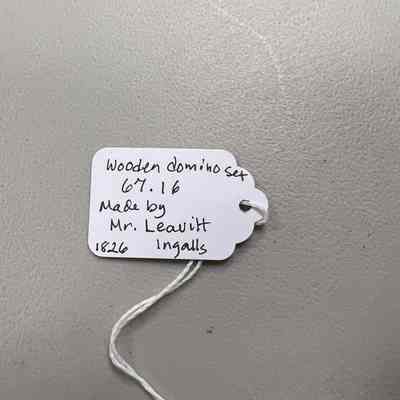 Wooden domino set
67.16
Made by
Mr. Leavitt
1826 Ingalls